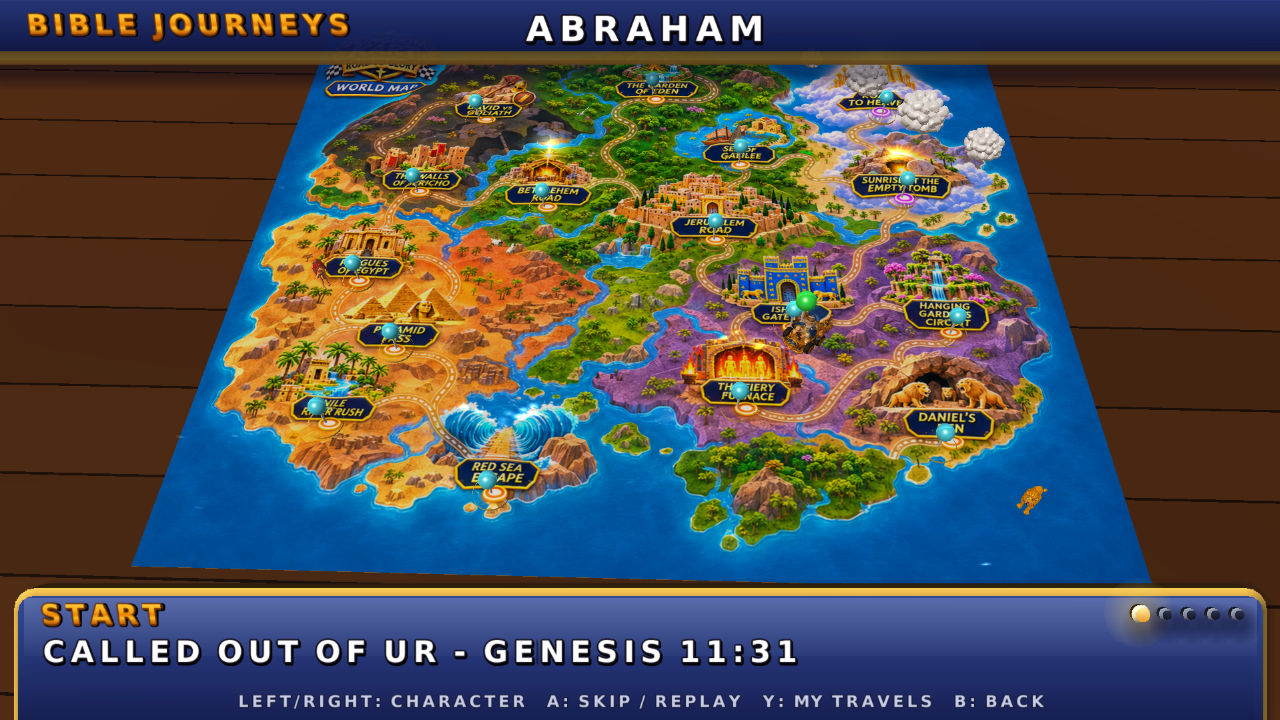 BIBLE JOURNEYS
ABRAHAM
WORLD MAP
DAVID VS
GOLIATH
THE GARDEN
OF EDEN
TO HEAVEN
SEA OF
GALILEE
THE WALLS
OF JERICHO
BETHLEHEM
ROAD
SUNRISE AT THE
EMPTY TOMB
JERUSALEM
ROAD
OF EGYPT
HANGING
GARDENS
CIRCUIT
PYRAMID
PASS
THE FIERY
FURNACE
NILE
RIVER RUSH
DANIEL'S
RED SEA
ESCAPE
START
CALLED OUT OF UR - GENESIS 11:31
LEFT/RIGHT: CHARACTER A: SKIP / REPLAY Y: MY TRAVELS B: BACK